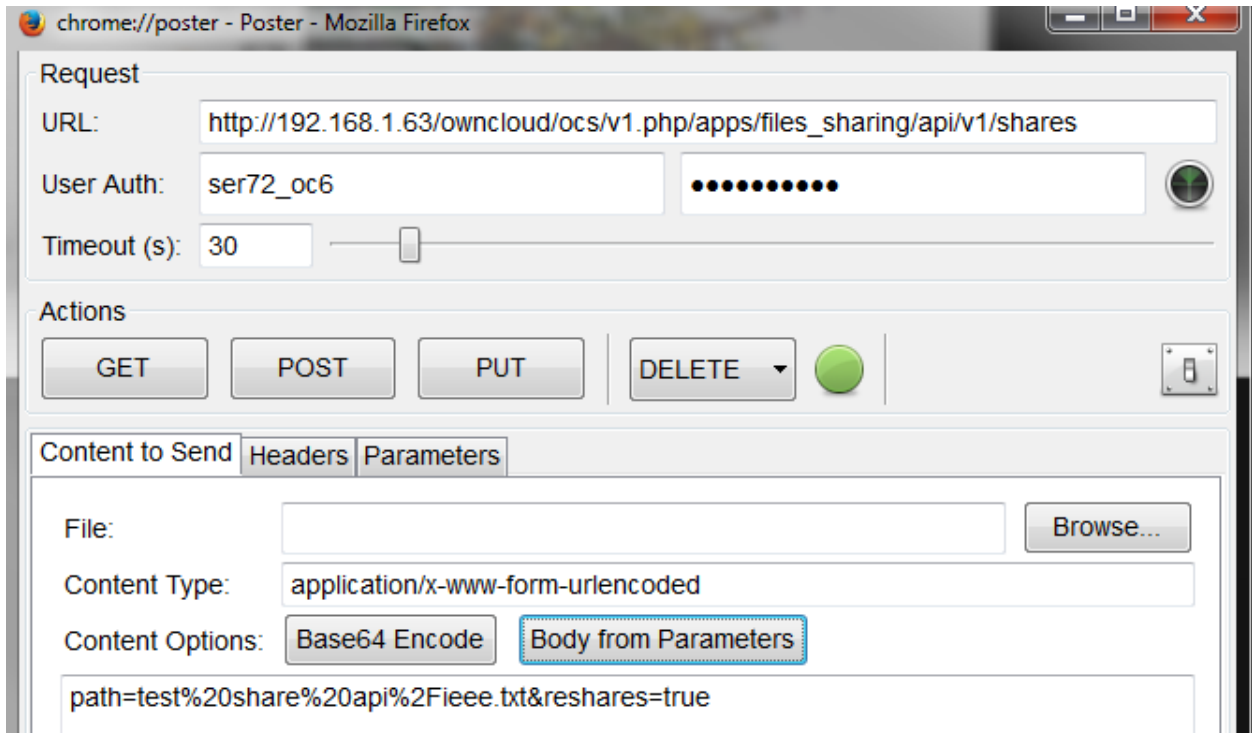 chrome://poster - Poster - Mozilla Firefox
Request
URL: http://192.168.1.63/owncloud/ocs/v1.php/apps/files_sharing/api/v1/shares
User Auth: ser72_oc6 ••••••••••
Timeout (s): 30
Actions
GET POST PUT DELETE
Content to Send Headers Parameters
File: Browse...
Content Type: application/x-www-form-urlencoded
Content Options: Base64 Encode Body from Parameters
path=test%20share%20api%2Fieee.txt&reshares=true